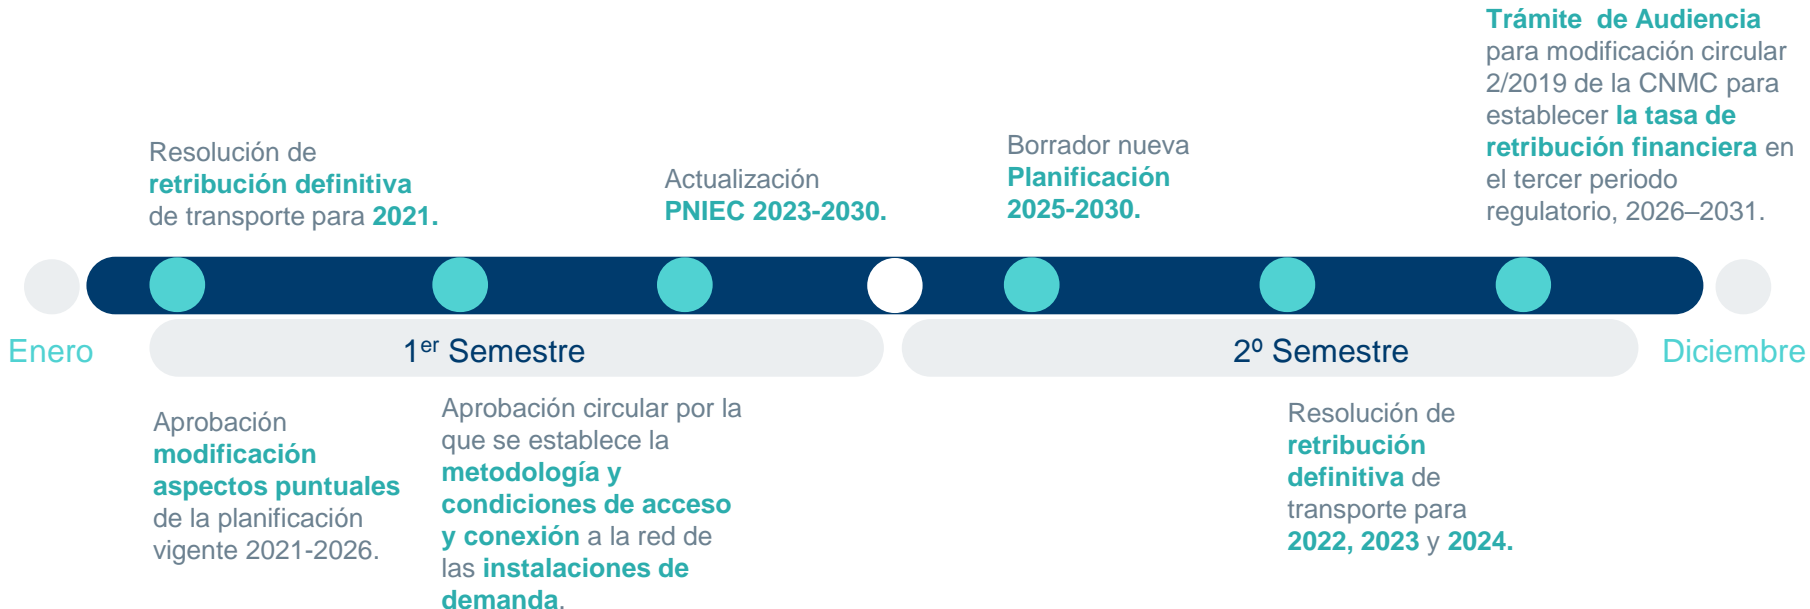 Trámite  de Audiencia
para modificación circular
2/2019 de la CNMC para
establecer la tasa de
retribución financiera en
el tercer periodo
regulatorio, 2026–2031.
Resolución de
retribución definitiva
de transporte para 2021.
Actualización
PNIEC 2023-2030.
Borrador nueva
Planificación
2025-2030.
Enero
1er Semestre
2º Semestre
Diciembre
Aprobación
modificación
aspectos puntuales
de la planificación
vigente 2021-2026.
Aprobación circular por la
que se establece la
metodología y
condiciones de acceso
y conexión a la red de
las instalaciones de
demanda.
Resolución de
retribución
definitiva de
transporte para
2022, 2023 y 2024.